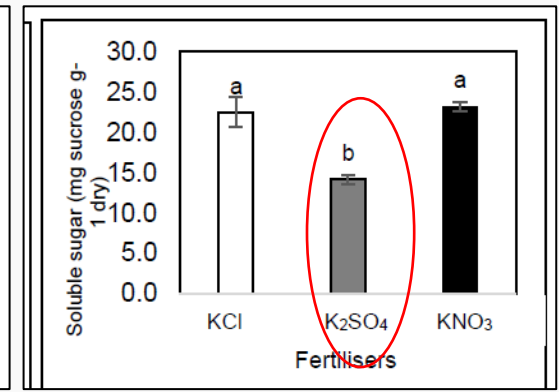 Soluble sugar (mg sucrose g-
1 dry)
30.0
25.0
20.0
15.0
10.0
5.0
0.0
a
b
a
KCl
K₂SO₄
KNO₃
Fertilisers